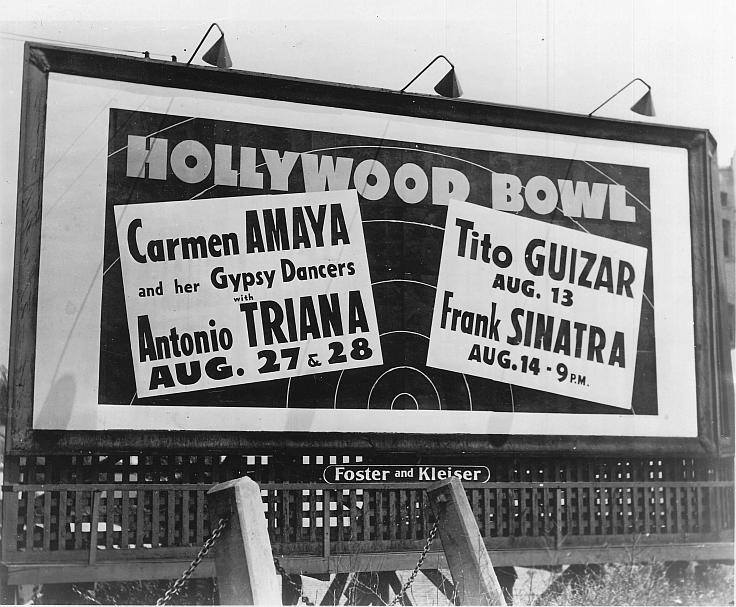 HOLLYWOOD BOWL
Carmen AMAYA
and her Gypsy Dancers
with
Antonio TRIANA
AUG. 27 & 28
Tito GUIZAR
AUG. 13
Frank SINATRA
AUG. 14 - 9 P.M.
Foster and Kleiser